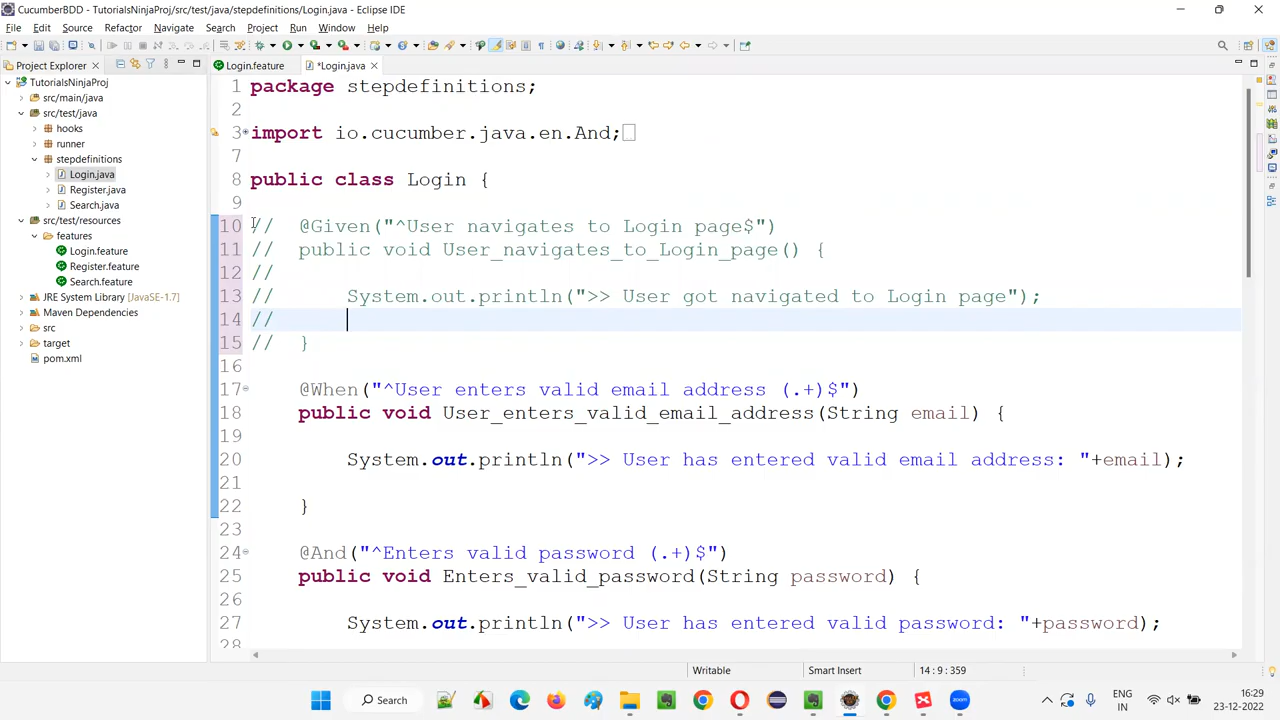 CucumberBDD - TutorialsNinjaProj/src/test/java/stepdefinitions/Login.java - Eclipse IDE
File Edit Source Refactor Navigate Search Project Run Window Help
Project Explorer
Login.feature
*Login.java
TutorialsNinjaProj
src/main/java
src/test/java
hooks
runner
stepdefinitions
Login.java
Register.java
Search.java
src/test/resources
features
Login.feature
Register.feature
Search.feature
JRE System Library [JavaSE-1.7]
Maven Dependencies
src
target
pom.xml
1 package stepdefinitions;
2
3 import io.cucumber.java.en.And;
7
8 public class Login {
9
10 // @Given("^User navigates to Login page$")
11 // public void User_navigates_to_Login_page() {
12 //
13 // System.out.println(">> User got navigated to Login page");
14 //
15 // }
16
17 @When("^User enters valid email address (.+)$")
18 public void User_enters_valid_email_address(String email) {
19
20 System.out.println(">> User has entered valid email address: "+email);
21
22 }
23
24 @And("^Enters valid password (.+)$")
25 public void Enters_valid_password(String password) {
26
27 System.out.println(">> User has entered valid password: "+password);
28
Writable Smart Insert 14 : 9 : 359
Search
ENG
IN
16:29
23-12-2022